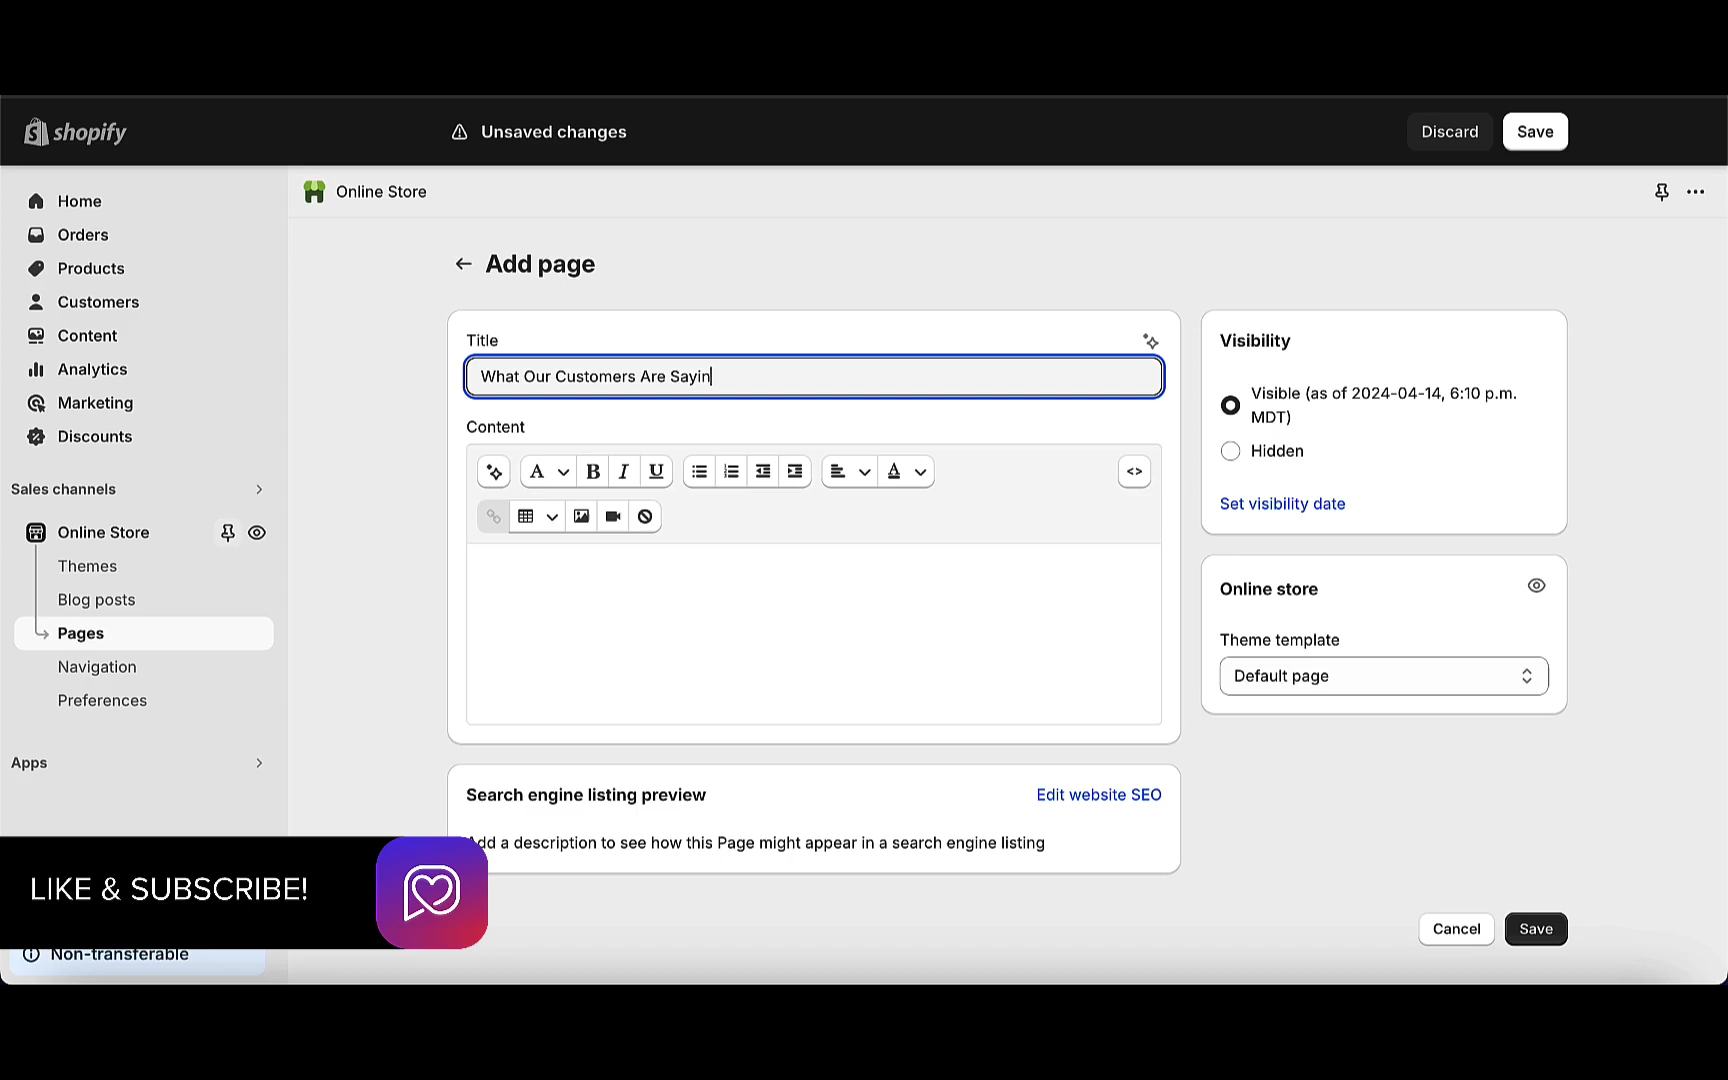 shopify
Unsaved changes
Discard
Save
Home
Orders
Products
Customers
Content
Analytics
Marketing
Discounts
Sales channels
Online Store
Themes
Blog posts
Pages
Navigation
Preferences
Apps
Non-transferable
LIKE & SUBSCRIBE!
Online Store
Add page
Title
What Our Customers Are Sayin
Content
A
B
I
U
A
<>
Search engine listing preview
Edit website SEO
Add a description to see how this Page might appear in a search engine listing
Visibility
Visible (as of 2024-04-14, 6:10 p.m.
MDT)
Hidden
Set visibility date
Online store
Theme template
Default page
Cancel
Save